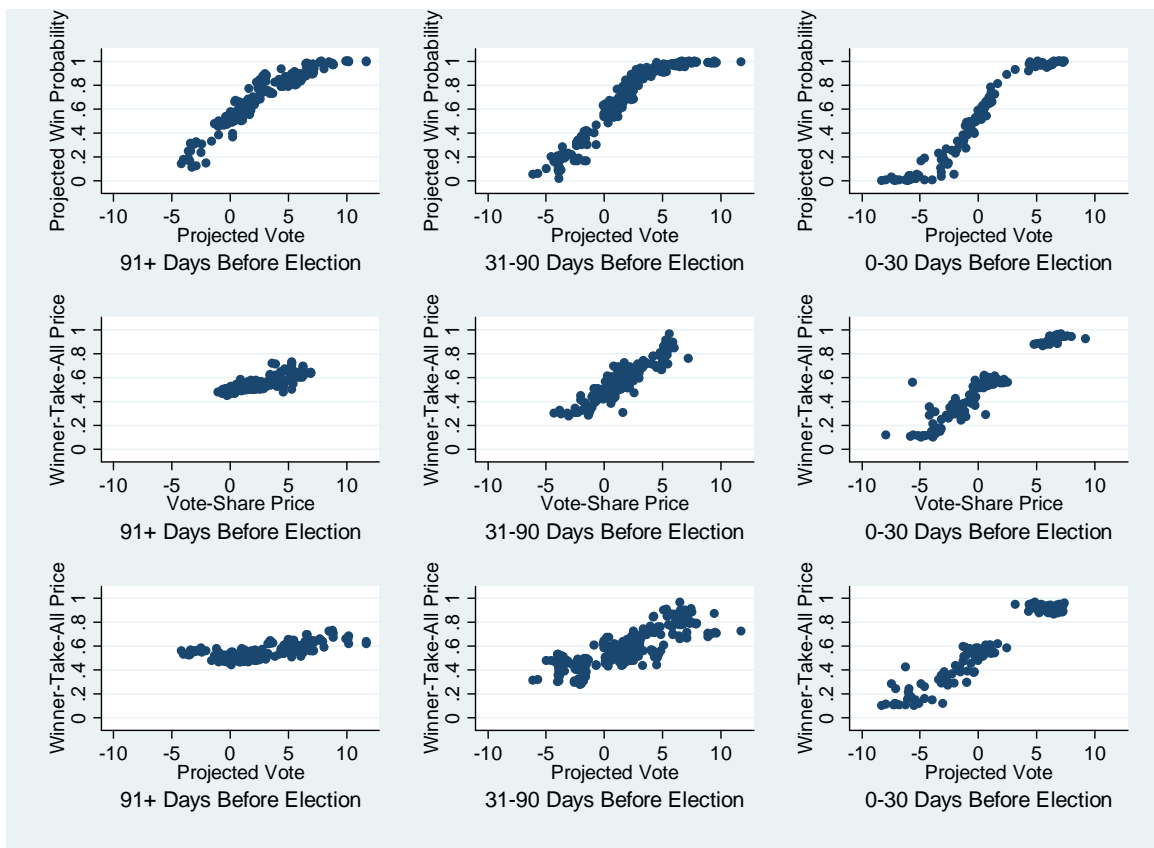 Projected Win Probability
0 .2 .4 .6 .8 1
-10 -5 0 5 10
Projected Vote
91+ Days Before Election
Projected Win Probability
0 .2 .4 .6 .8 1
-10 -5 0 5 10
Projected Vote
31-90 Days Before Election
Projected Win Probability
0 .2 .4 .6 .8 1
-10 -5 0 5 10
Projected Vote
0-30 Days Before Election
Winner-Take-All Price
0 .2 .4 .6 .8 1
-10 -5 0 5 10
Vote-Share Price
91+ Days Before Election
Winner-Take-All Price
0 .2 .4 .6 .8 1
-10 -5 0 5 10
Vote-Share Price
31-90 Days Before Election
Winner-Take-All Price
0 .2 .4 .6 .8 1
-10 -5 0 5 10
Vote-Share Price
0-30 Days Before Election
Winner-Take-All Price
0 .2 .4 .6 .8 1
-10 -5 0 5 10
Projected Vote
91+ Days Before Election
Winner-Take-All Price
0 .2 .4 .6 .8 1
-10 -5 0 5 10
Projected Vote
31-90 Days Before Election
Winner-Take-All Price
0 .2 .4 .6 .8 1
-10 -5 0 5 10
Projected Vote
0-30 Days Before Election